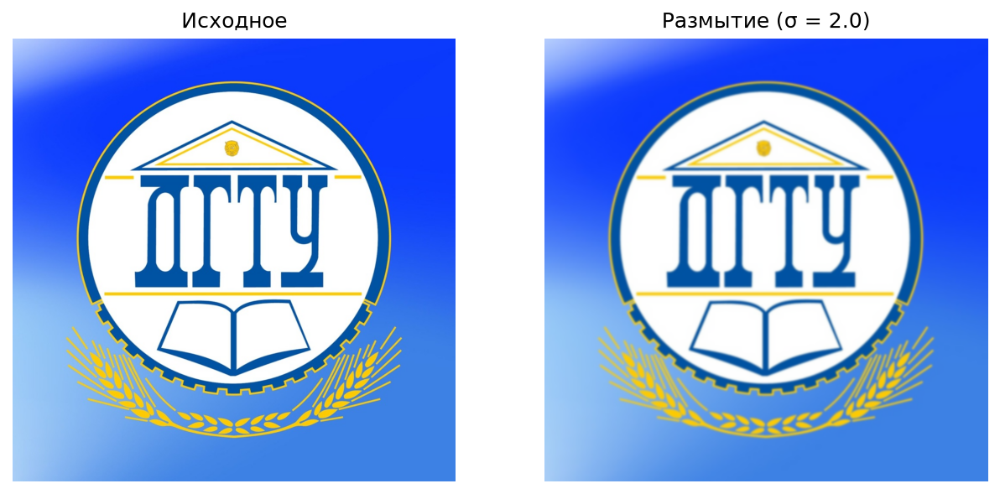 Исходное
Размытие (σ = 2.0)
ДГТУ
ДГТУ